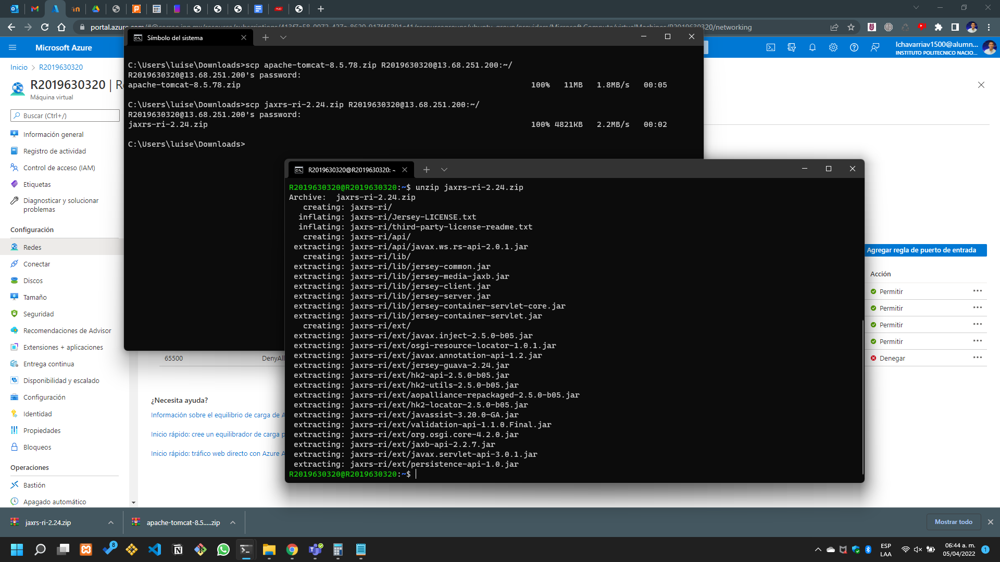 portal.azure.com/#@correo.ipn.mx/resource/subscriptions/413f7a58-0072-427a-8620-917f45391c41/resourcegroups/ubuntu_group/providers/Microsoft.Compute/virtualMachines/R2019630320/networking
Microsoft Azure
lchavarriav1500@alumn...
INSTITUTO POLITECNICO NACIO...
Inicio > R2019630320
R2019630320 |
Máquina virtual
Buscar (Ctrl+/)
Información general
Registro de actividad
Control de acceso (IAM)
Etiquetas
Diagnosticar y solucionar
problemas
Configuración
Redes
Conectar
Discos
Tamaño
Seguridad
Recomendaciones de Advisor
Extensiones + aplicaciones
Entrega continua
Disponibilidad y escalado
Configuración
Identidad
Propiedades
Bloqueos
Operaciones
Bastión
Apagado automático
Símbolo del sistema
C:\Users\luise\Downloads>scp apache-tomcat-8.5.78.zip R2019630320@13.68.251.200:~/
R2019630320@13.68.251.200's password:
apache-tomcat-8.5.78.zip 100% 11MB 1.8MB/s 00:05
C:\Users\luise\Downloads>scp jaxrs-ri-2.24.zip R2019630320@13.68.251.200:~/
R2019630320@13.68.251.200's password:
jaxrs-ri-2.24.zip 100% 4821KB 2.2MB/s 00:02
C:\Users\luise\Downloads>
R2019630320@R2019630320: ~
R2019630320@R2019630320:~$ unzip jaxrs-ri-2.24.zip
Archive:  jaxrs-ri-2.24.zip
creating: jaxrs-ri/
inflating: jaxrs-ri/Jersey-LICENSE.txt
inflating: jaxrs-ri/third-party-license-readme.txt
creating: jaxrs-ri/api/
extracting: jaxrs-ri/api/javax.ws.rs-api-2.0.1.jar
creating: jaxrs-ri/lib/
extracting: jaxrs-ri/lib/jersey-common.jar
extracting: jaxrs-ri/lib/jersey-media-jaxb.jar
extracting: jaxrs-ri/lib/jersey-client.jar
extracting: jaxrs-ri/lib/jersey-server.jar
extracting: jaxrs-ri/lib/jersey-container-servlet-core.jar
extracting: jaxrs-ri/lib/jersey-container-servlet.jar
creating: jaxrs-ri/ext/
extracting: jaxrs-ri/ext/javax.inject-2.5.0-b05.jar
extracting: jaxrs-ri/ext/osgi-resource-locator-1.0.1.jar
extracting: jaxrs-ri/ext/javax.annotation-api-1.2.jar
extracting: jaxrs-ri/ext/jersey-guava-2.24.jar
extracting: jaxrs-ri/ext/hk2-api-2.5.0-b05.jar
extracting: jaxrs-ri/ext/hk2-utils-2.5.0-b05.jar
extracting: jaxrs-ri/ext/aopalliance-repackaged-2.5.0-b05.jar
extracting: jaxrs-ri/ext/hk2-locator-2.5.0-b05.jar
extracting: jaxrs-ri/ext/javassist-3.20.0-GA.jar
extracting: jaxrs-ri/ext/validation-api-1.1.0.Final.jar
extracting: jaxrs-ri/ext/org.osgi.core-4.2.0.jar
extracting: jaxrs-ri/ext/jaxb-api-2.2.7.jar
extracting: jaxrs-ri/ext/javax.servlet-api-3.0.1.jar
extracting: jaxrs-ri/ext/persistence-api-1.0.jar
R2019630320@R2019630320:~$
Agregar regla de puerto de entrada
Acción
Permitir
Permitir
Permitir
Permitir
65500 DenyAll
Denegar
¿Necesita ayuda?
Información sobre el equilibrio de carga de A
Inicio rápido: cree un equilibrador de carga p
Inicio rápido: tráfico web directo con Azure A
jaxrs-ri-2.24.zip
apache-tomcat-8.5.....zip
Mostrar todo
8
ESP
LAA
06:44 a. m.
05/04/2022
1